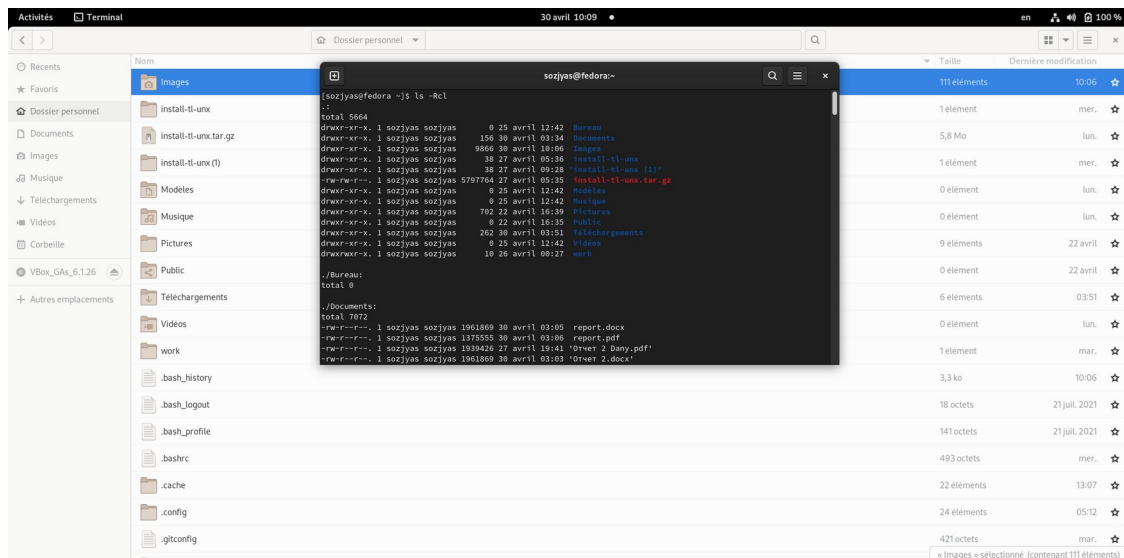 Activités Terminal 30 avril 10:09 en 100 %
Dossier personnel
Récents
Favoris
Dossier personnel
Documents
Images
Musique
Téléchargements
Vidéos
Corbeille
VBox_GAs_6.1.26
+ Autres emplacements
Nom Taille Dernière modification
Images 111 éléments 10:06
install-tl-unx 1 élément mer.
install-tl-unx.tar.gz 5,8 Mo lun.
install-tl-unx (1) 1 élément mer.
Modèles 0 élément lun.
Musique 0 élément lun.
Pictures 9 éléments 22 avril
Public 0 élément 22 avril
Téléchargements 6 éléments 03:51
Vidéos 0 élément lun.
work 1 élément mar.
.bash_history 3,3 ko 10:06
.bash_logout 18 octets 21 juil. 2021
.bash_profile 141 octets 21 juil. 2021
.bashrc 493 octets mer.
.cache 22 éléments 13:07
.config 24 éléments 05:12
.gitconfig 421 octets mar.
« Images » sélectionné (contenant 111 éléments)
sozjyas@fedora:~
[sozjyas@fedora ~]$ ls -Rcl
.:
total 5664
drwxr-xr-x. 1 sozjyas sozjyas 0 25 avril 12:42 Bureau
drwxr-xr-x. 1 sozjyas sozjyas 156 30 avril 03:34 Documents
drwxr-xr-x. 1 sozjyas sozjyas 9866 30 avril 10:06 Images
drwxr-xr-x. 1 sozjyas sozjyas 38 27 avril 05:36 install-tl-unx
drwxr-xr-x. 1 sozjyas sozjyas 38 27 avril 09:28 'install-tl-unx (1)'
-rw-rw-r--. 1 sozjyas sozjyas 5797764 27 avril 05:35 install-tl-unx.tar.gz
drwxr-xr-x. 1 sozjyas sozjyas 0 25 avril 12:42 Modèles
drwxr-xr-x. 1 sozjyas sozjyas 0 25 avril 12:42 Musique
drwxr-xr-x. 1 sozjyas sozjyas 702 22 avril 16:39 Pictures
drwxr-xr-x. 1 sozjyas sozjyas 0 22 avril 16:35 Public
drwxr-xr-x. 1 sozjyas sozjyas 262 30 avril 03:51 Téléchargements
drwxr-xr-x. 1 sozjyas sozjyas 0 25 avril 12:42 Vidéos
drwxrwxr-x. 1 sozjyas sozjyas 10 26 avril 00:27 work
./Bureau:
total 0
./Documents:
total 7072
-rw-r--r--. 1 sozjyas sozjyas 1961869 30 avril 03:05 report.docx
-rw-r--r--. 1 sozjyas sozjyas 1375555 30 avril 03:06 report.pdf
-rw-r--r--. 1 sozjyas sozjyas 1939426 27 avril 19:41 'Отчет 2 Dany.pdf'
-rw-r--r--. 1 sozjyas sozjyas 1961869 30 avril 03:03 'Отчет 2.docx'